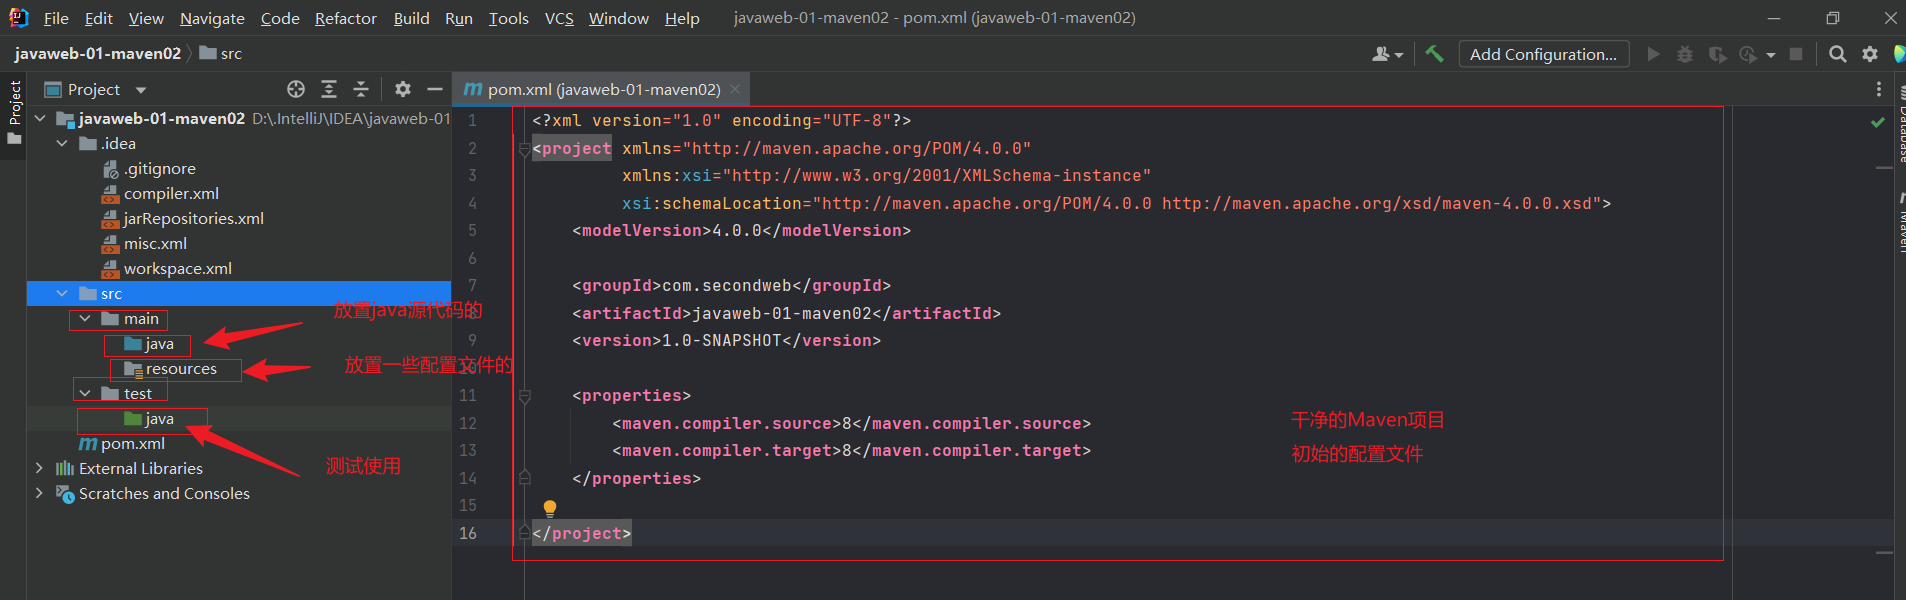 File Edit View Navigate Code Refactor Build Run Tools VCS Window Help javaweb-01-maven02 - pom.xml (javaweb-01-maven02)
javaweb-01-maven02 src Add Configuration...
Project
Project
pom.xml (javaweb-01-maven02)
javaweb-01-maven02 D:\.IntelliJ\IDEA\javaweb-01
.idea
.gitignore
compiler.xml
jarRepositories.xml
misc.xml
workspace.xml
src
main
java
resources
test
java
pom.xml
External Libraries
Scratches and Consoles
放置java源代码的
放置一些配置文件的
测试使用
1 <?xml version="1.0" encoding="UTF-8"?>
2 <project xmlns="http://maven.apache.org/POM/4.0.0"
3 xmlns:xsi="http://www.w3.org/2001/XMLSchema-instance"
4 xsi:schemaLocation="http://maven.apache.org/POM/4.0.0 http://maven.apache.org/xsd/maven-4.0.0.xsd">
5 <modelVersion>4.0.0</modelVersion>
6
7 <groupId>com.secondweb</groupId>
8 <artifactId>javaweb-01-maven02</artifactId>
9 <version>1.0-SNAPSHOT</version>
10
11 <properties>
12 <maven.compiler.source>8</maven.compiler.source>
13 <maven.compiler.target>8</maven.compiler.target>
14 </properties>
15
16 </project>
干净的Maven项目
初始的配置文件
Database
Maven